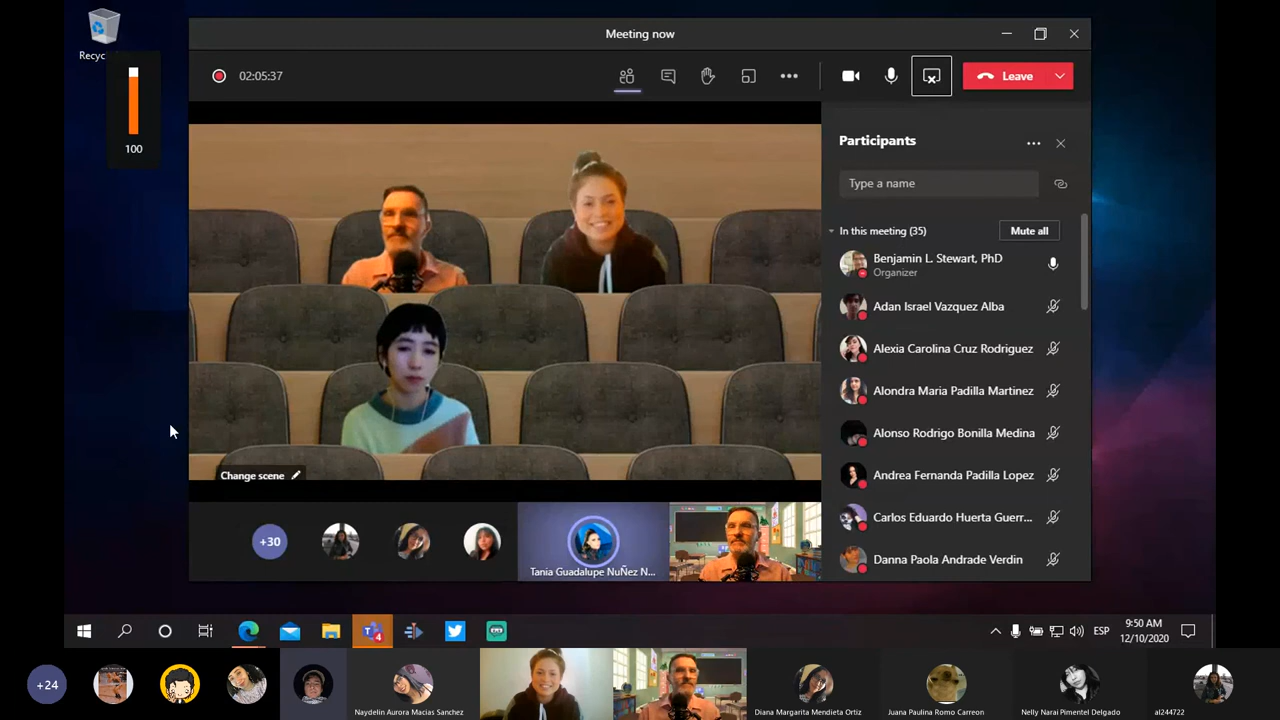 Meeting now
Recyc
02:05:37
Leave
100
Participants
Type a name
In this meeting (35)
Mute all
Benjamin L. Stewart, PhD
Organizer
Adan Israel Vazquez Alba
Alexia Carolina Cruz Rodriguez
Alondra Maria Padilla Martinez
Alonso Rodrigo Bonilla Medina
Andrea Fernanda Padilla Lopez
Carlos Eduardo Huerta Guerr...
Danna Paola Andrade Verdin
Change scene
+30
Tania Guadalupe NuÑez N...
4
ESP
9:50 AM
12/10/2020
+24
Naydelin Aurora Macias Sanchez
Diana Margarita Mendieta Ortiz
Juana Paulina Romo Carreon
Nelly Narai Pimentel Delgado
al244722